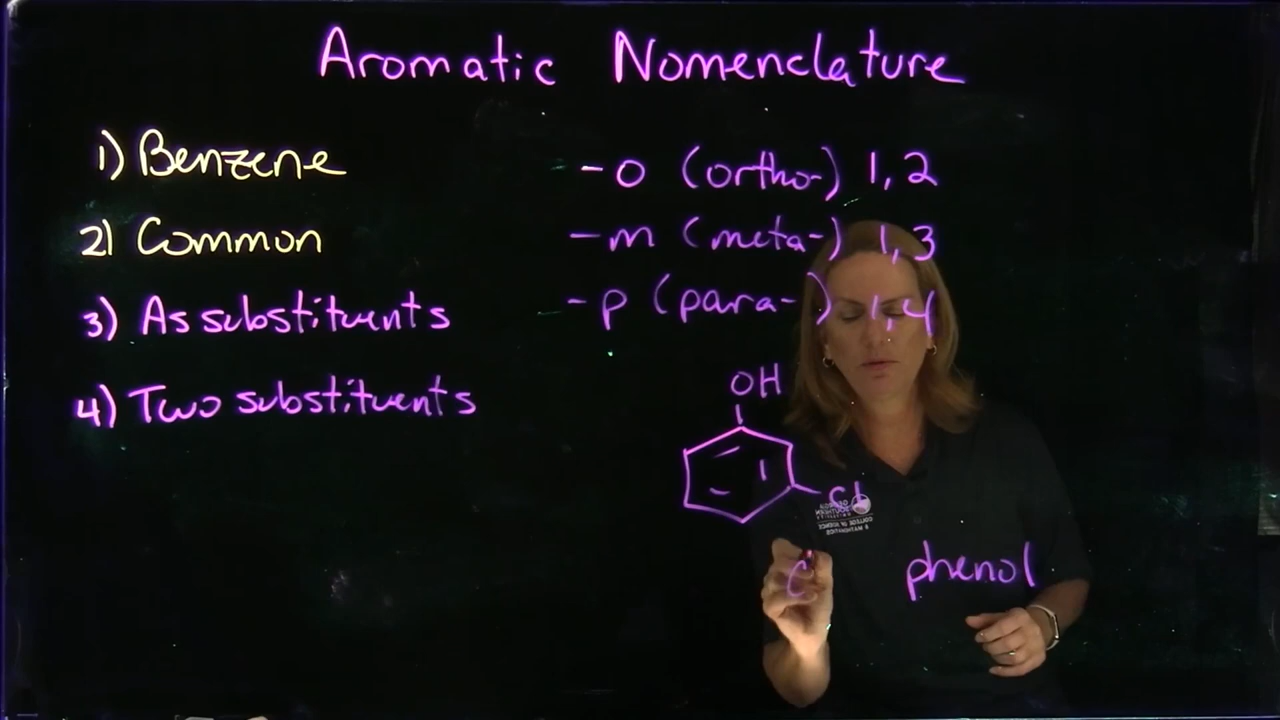 Aromatic Nomenclature
1) Benzene
2) Common
3) As substituents
4) Two substituents
- o (ortho-) 1,2
- m (meta-) 1,3
- p (para-) 1,4
OH
Cl
C phenol